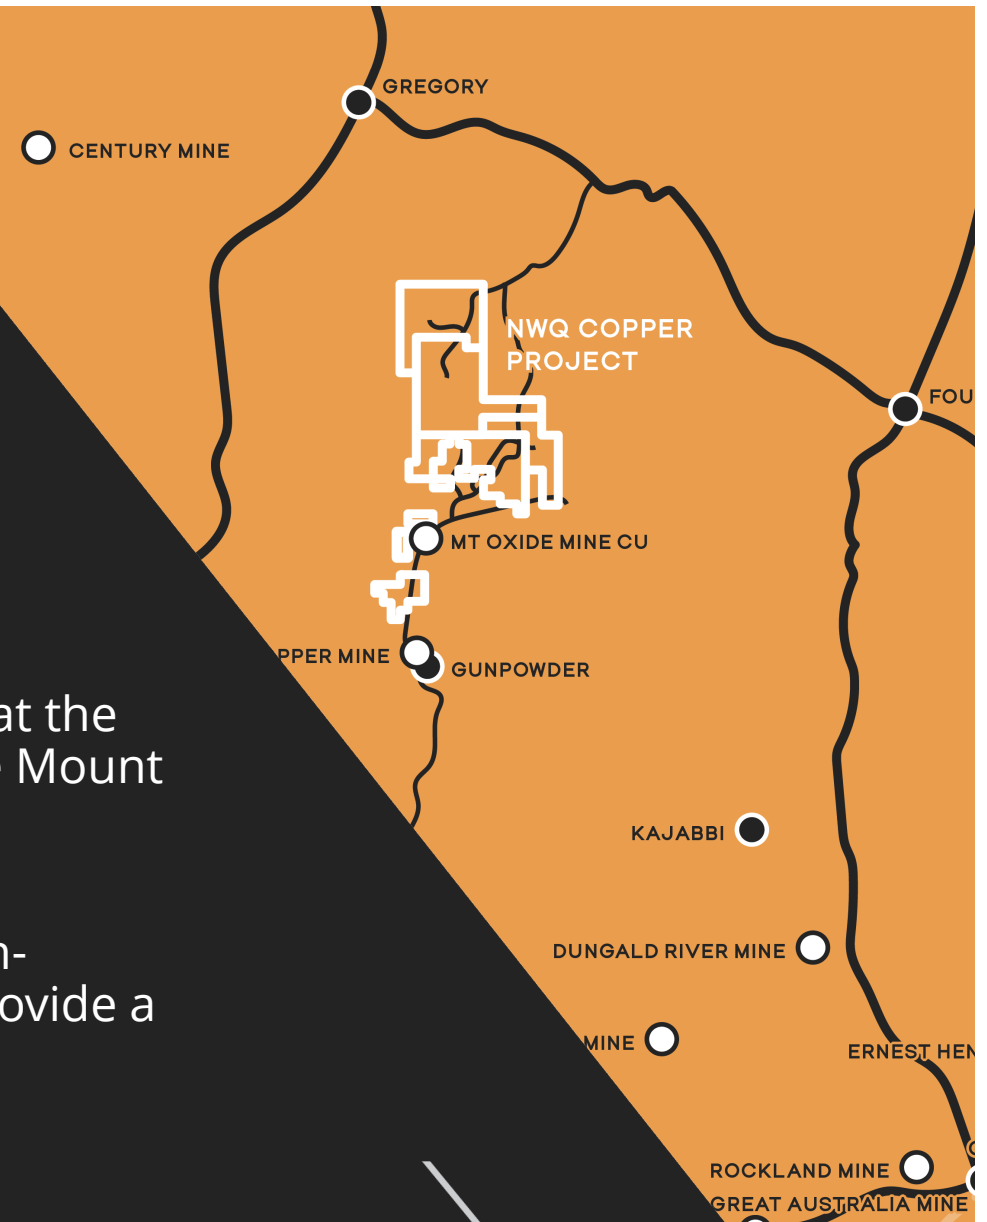 GREGORY
CENTURY MINE
NWQ COPPER
PROJECT
FOU
MT OXIDE MINE CU
PPER MINE
GUNPOWDER
at the
Mount
KAJABBI
n-
ovide a
DUNGALD RIVER MINE
MINE
ERNEST HEN
ROCKLAND MINE
GREAT AUSTRALIA MINE